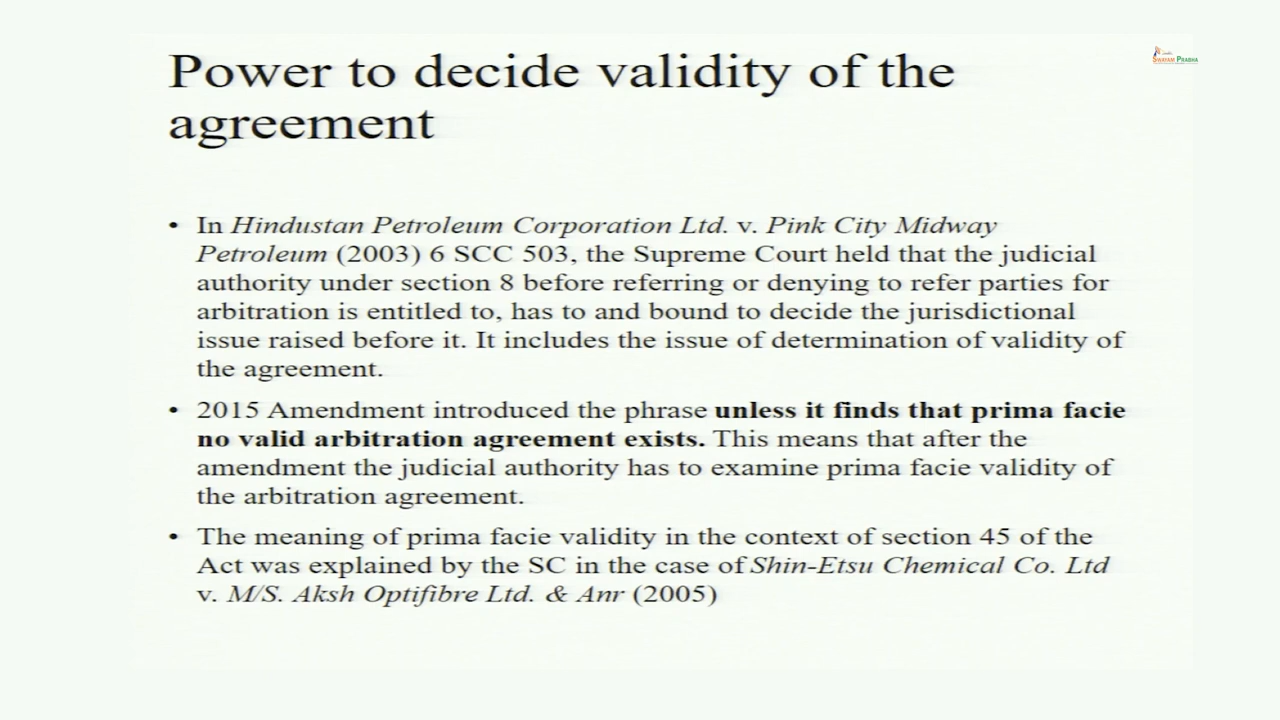 Power to decide validity of the
agreement
SWAYAM PRABHA
• In Hindustan Petroleum Corporation Ltd. v. Pink City Midway
Petroleum (2003) 6 SCC 503, the Supreme Court held that the judicial
authority under section 8 before referring or denying to refer parties for
arbitration is entitled to, has to and bound to decide the jurisdictional
issue raised before it. It includes the issue of determination of validity of
the agreement.
• 2015 Amendment introduced the phrase unless it finds that prima facie
no valid arbitration agreement exists. This means that after the
amendment the judicial authority has to examine prima facie validity of
the arbitration agreement.
• The meaning of prima facie validity in the context of section 45 of the
Act was explained by the SC in the case of Shin-Etsu Chemical Co. Ltd
v. M/S. Aksh Optifibre Ltd. & Anr (2005)